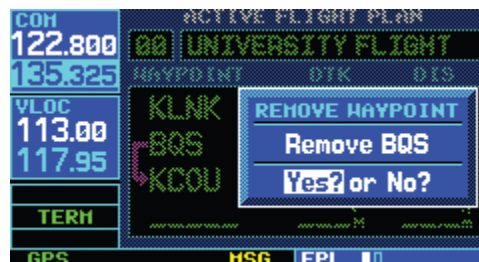 COM
122.800
135.325
VLOC
113.00
117.95
TERM
GPS
ACTIVE FLIGHT PLAN
00 UNIVERSITY FLIGHT
WAYPOINT DTK DIS
KLNK
BQS
KCOU
REMOVE WAYPOINT
Remove BQS
Yes? or No?
MSG FPL